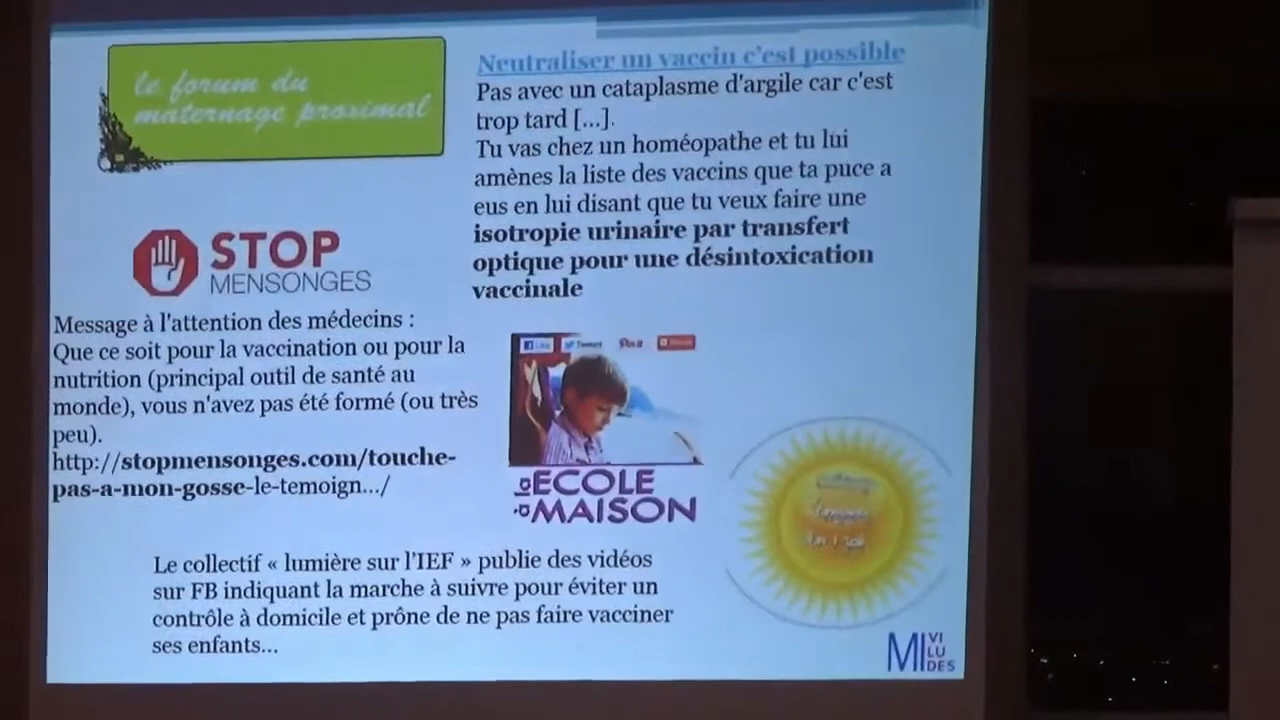 le forum du
maternage proximal
Neutraliser un vaccin c'est possible
Pas avec un cataplasme d'argile car c'est
trop tard [...].
Tu vas chez un homéopathe et tu lui
amènes la liste des vaccins que ta puce a
eus en lui disant que tu veux faire une
isotropie urinaire par transfert
optique pour une désintoxication
vaccinale
STOP
MENSONGES
Message à l'attention des médecins :
Que ce soit pour la vaccination ou pour la
nutrition (principal outil de santé au
monde), vous n'avez pas été formé (ou très
peu).
http://stopmensonges.com/touche-
pas-a-mon-gosse-le-temoign.../
Like Tweet Pin it
ECOLE
MAISON
Le collectif « lumière sur l'IEF » publie des vidéos
sur FB indiquant la marche à suivre pour éviter un
contrôle à domicile et prône de ne pas faire vacciner
ses enfants...
MI VI
LU
DES